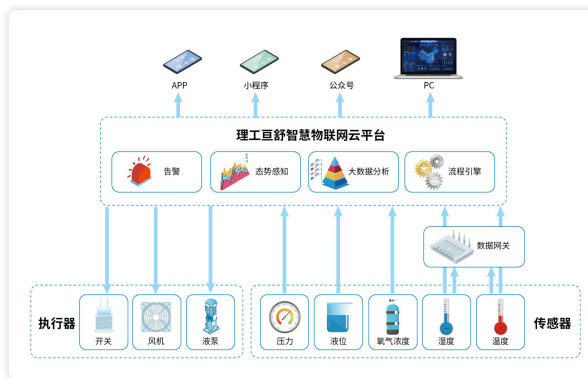 APP
小程序
公众号
PC
理工亘舒智慧物联网云平台
告警
态势感知
大数据分析
流程引擎
数据网关
执行器
开关
风机
液泵
压力
液位
氧气浓度
湿度
温度
传感器